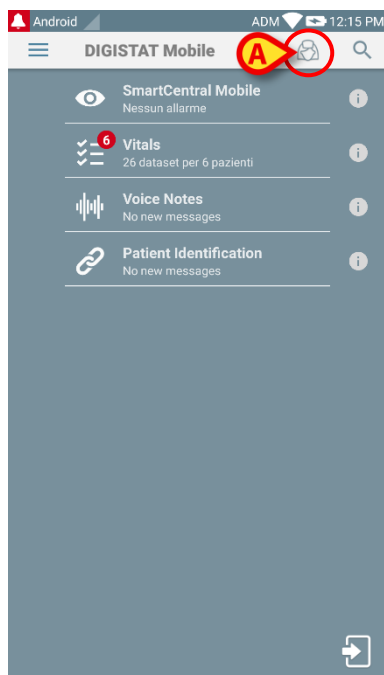 Android ADM 12:15 PM
DIGISTAT Mobile A
SmartCentral Mobile
Nessun allarme
6 Vitals
26 dataset per 6 pazienti
Voice Notes
No new messages
Patient Identification
No new messages